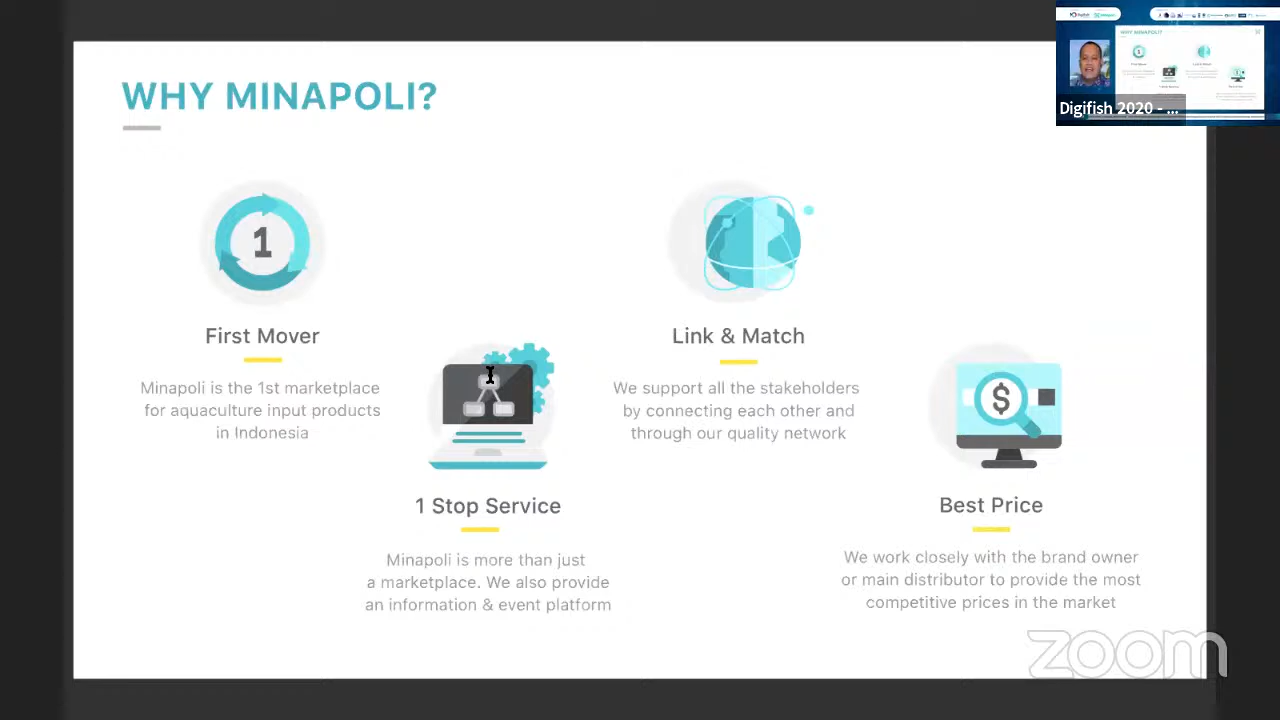 WHY MINAPOLI?
1
First Mover
Minapoli is the 1st marketplace
for aquaculture input products
in Indonesia
1 Stop Service
Minapoli is more than just
a marketplace. We also provide
an information & event platform
Link & Match
We support all the stakeholders
by connecting each other and
through our quality network
$
Best Price
We work closely with the brand owner
or main distributor to provide the most
competitive prices in the market
Digifish 2020 - ...
WHY MINAPOLI?
zoom